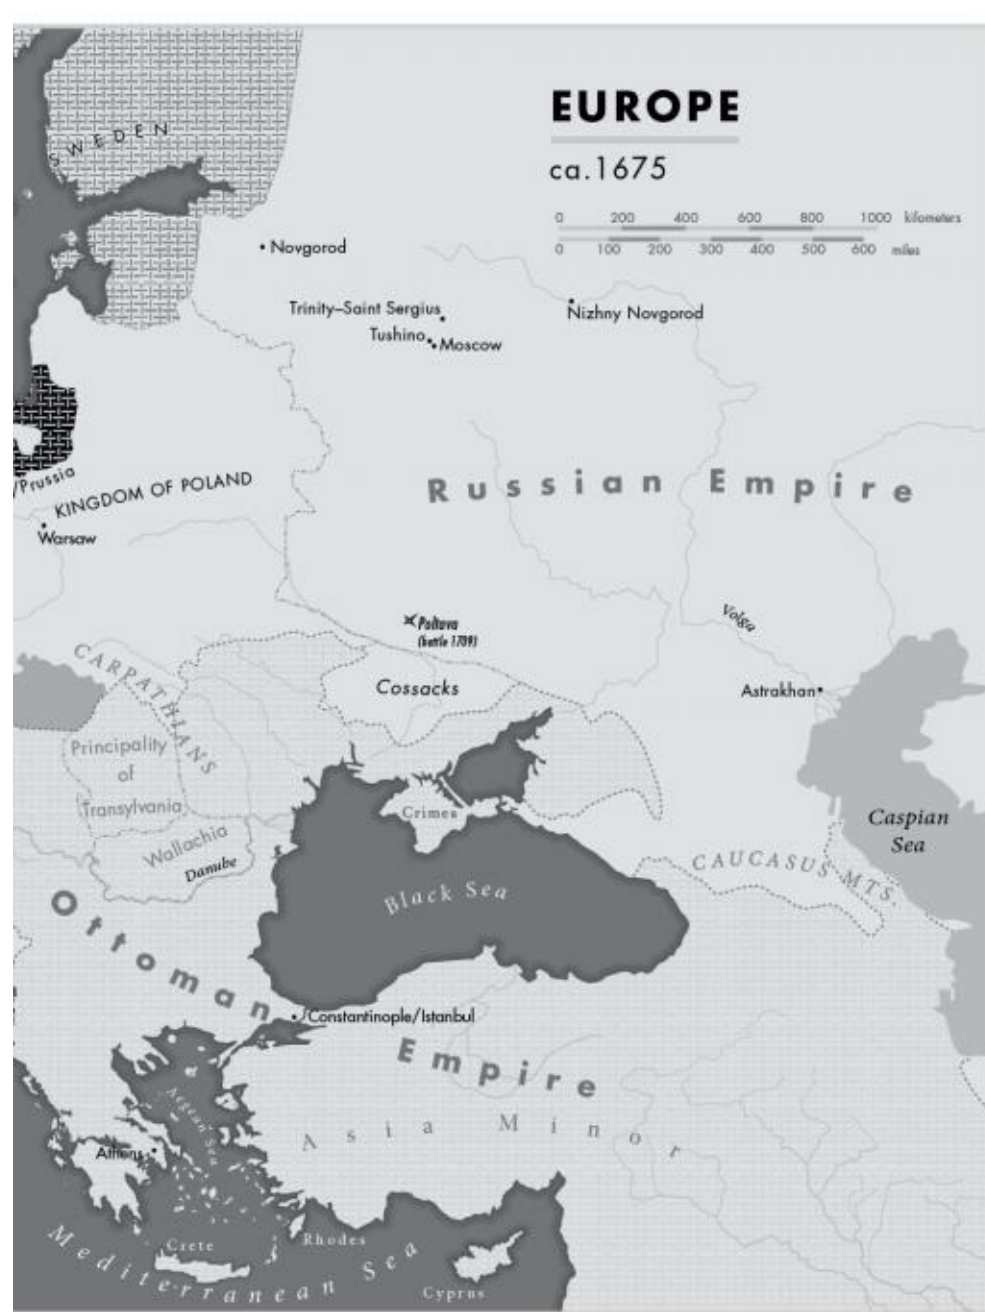 EUROPE
ca.1675
0 200 400 600 800 1000 kilometers
0 100 200 300 400 500 600 miles
SWEDEN
Novgorod
Trinity–Saint Sergius
Nizhny Novgorod
Tushino
Moscow
/Prussia
KINGDOM OF POLAND
Russian Empire
Warsaw
Poltava
(battle 1709)
Volga
CARPATHIANS
Cossacks
Astrakhan
Principality
of
Transylvania
Crimea
Caspian
Sea
Wallachia
Danube
CAUCASUS MTS.
Black Sea
Ottoman
Empire
Constantinople/Istanbul
Aegean Sea
Asia Minor
Athens
Crete
Rhodes
Mediterranean Sea
Cyprus